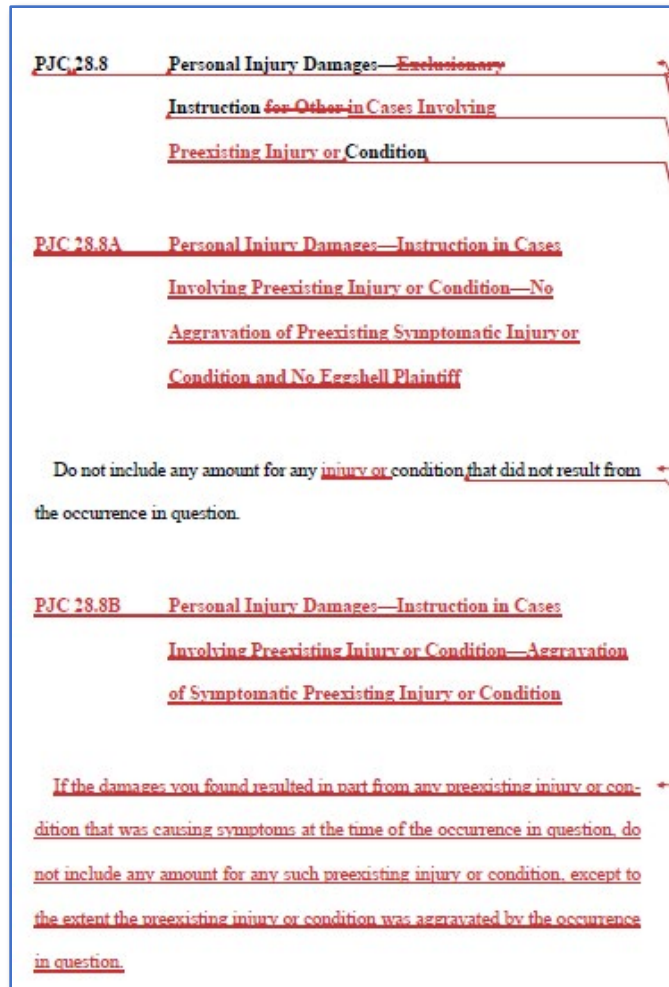 PJC 28.8 Personal Injury Damages—Exclusionary
Instruction for Other in Cases Involving
Preexisting Injury or Condition
PJC 28.8A Personal Injury Damages—Instruction in Cases
Involving Preexisting Injury or Condition—No
Aggravation of Preexisting Symptomatic Injury or
Condition and No Eggshell Plaintiff
Do not include any amount for any injury or condition that did not result from
the occurrence in question.
PJC 28.8B Personal Injury Damages—Instruction in Cases
Involving Preexisting Injury or Condition—Aggravation
of Symptomatic Preexisting Injury or Condition
If the damages you found resulted in part from any preexisting injury or con-
dition that was causing symptoms at the time of the occurrence in question, do
not include any amount for any such preexisting injury or condition, except to
the extent the preexisting injury or condition was aggravated by the occurrence
in question.